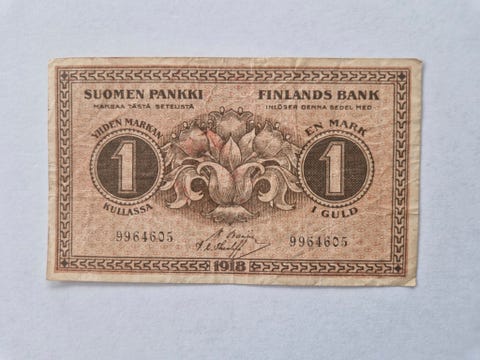 SUOMEN PANKKI
MAKSAA TÄSTÄ SETELISTÄ
FINLANDS BANK
INLÖSER DENNA SEDEL MED
YHDEN MARKAN
1
KULLASSA
EN MARK
1
I GULD
9964605
9964605
1918